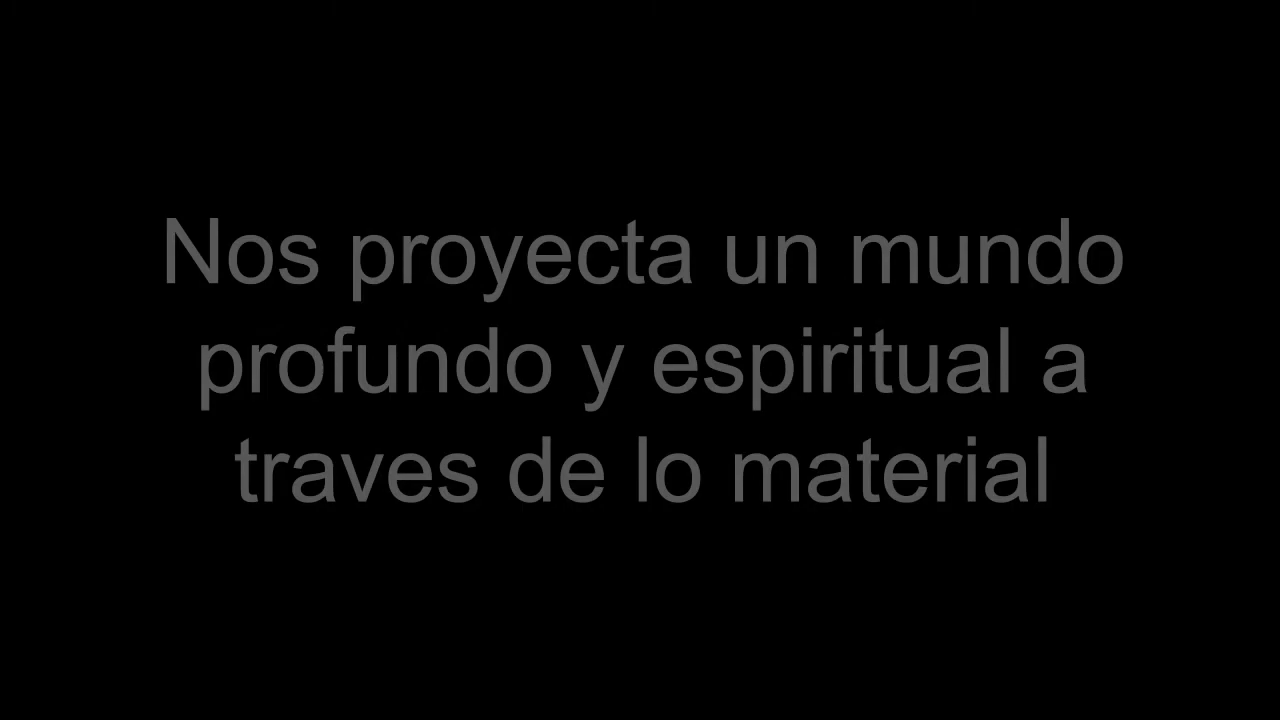 Nos proyecta un mundo
profundo y espiritual a
traves de lo material